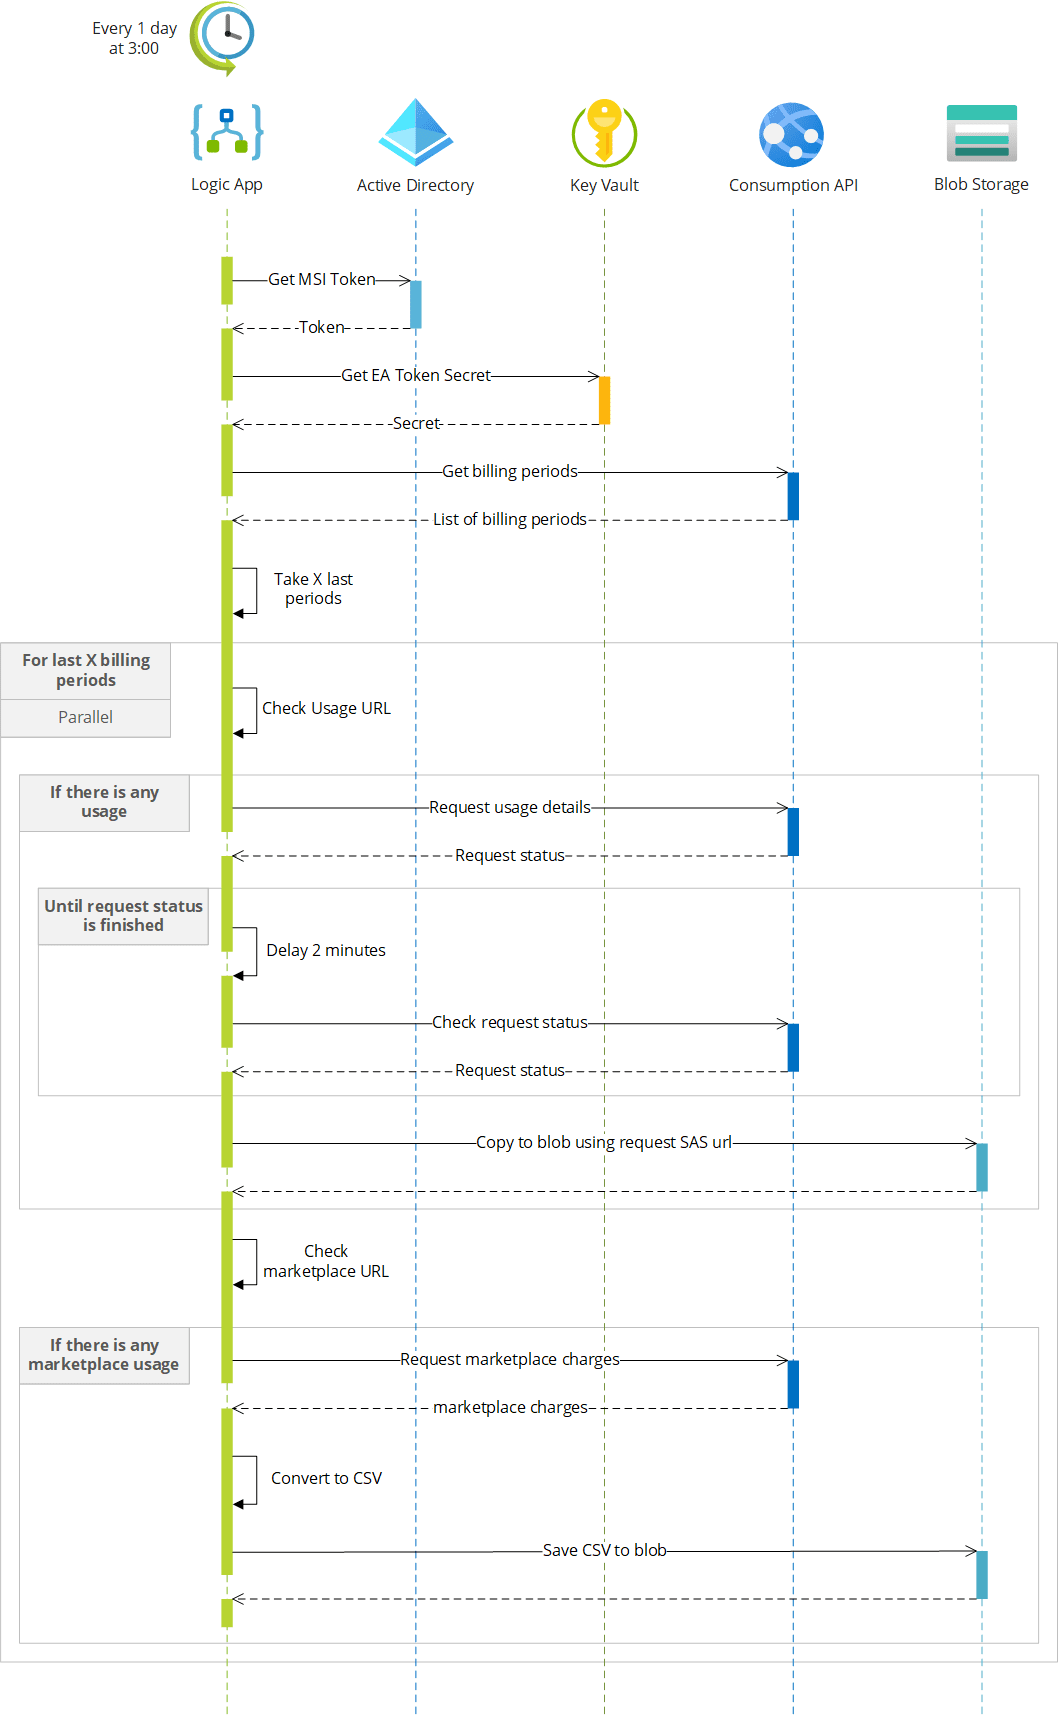 Every 1 day
at 3:00
Logic App
Active Directory
Key Vault
Consumption API
Blob Storage
Get MSI Token
Token
Get EA Token Secret
Secret
Get billing periods
List of billing periods
Take X last
periods
For last X billing
periods
Parallel
Check Usage URL
If there is any
usage
Request usage details
Request status
Until request status
is finished
Delay 2 minutes
Check request status
Request status
Copy to blob using request SAS url
Check
marketplace URL
If there is any
marketplace usage
Request marketplace charges
marketplace charges
Convert to CSV
Save CSV to blob